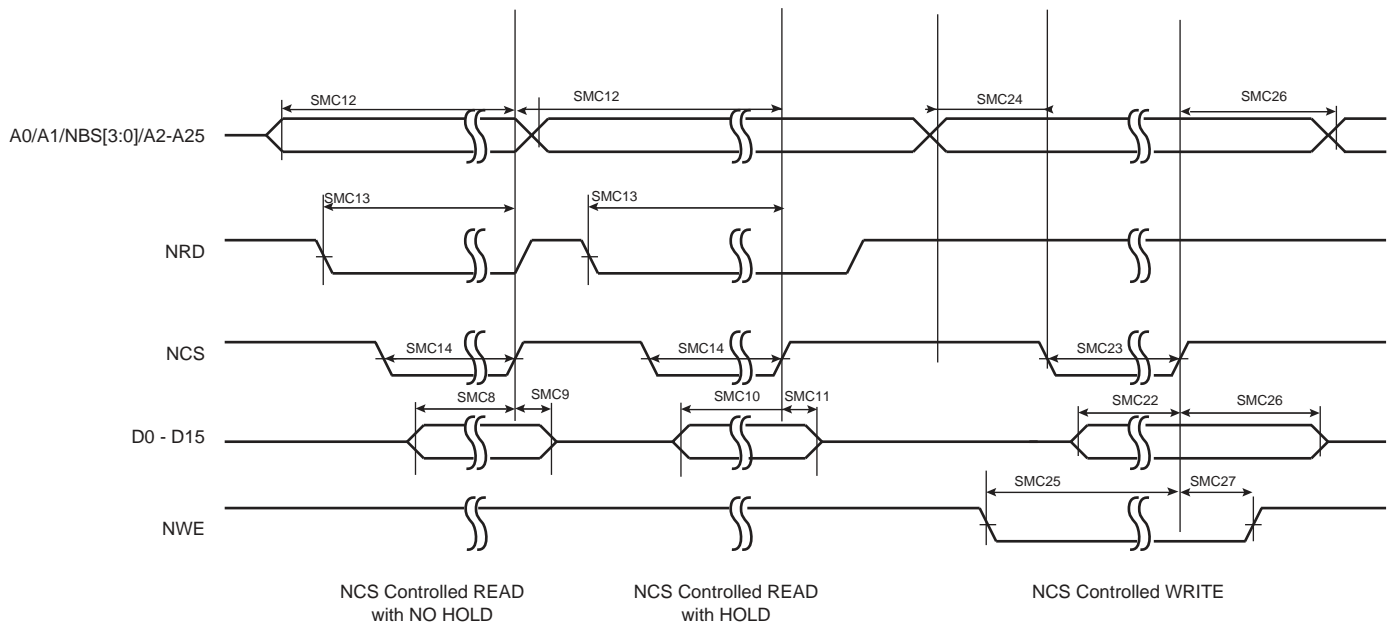 SMC12
SMC12
SMC24
SMC26
A0/A1/NBS[3:0]/A2-A25
SMC13
SMC13
NRD
NCS
SMC14
SMC14
SMC23
SMC8
SMC9
SMC10
SMC11
SMC22
SMC26
D0 - D15
SMC25
SMC27
NWE
NCS Controlled READ
with NO HOLD
NCS Controlled READ
with HOLD
NCS Controlled WRITE